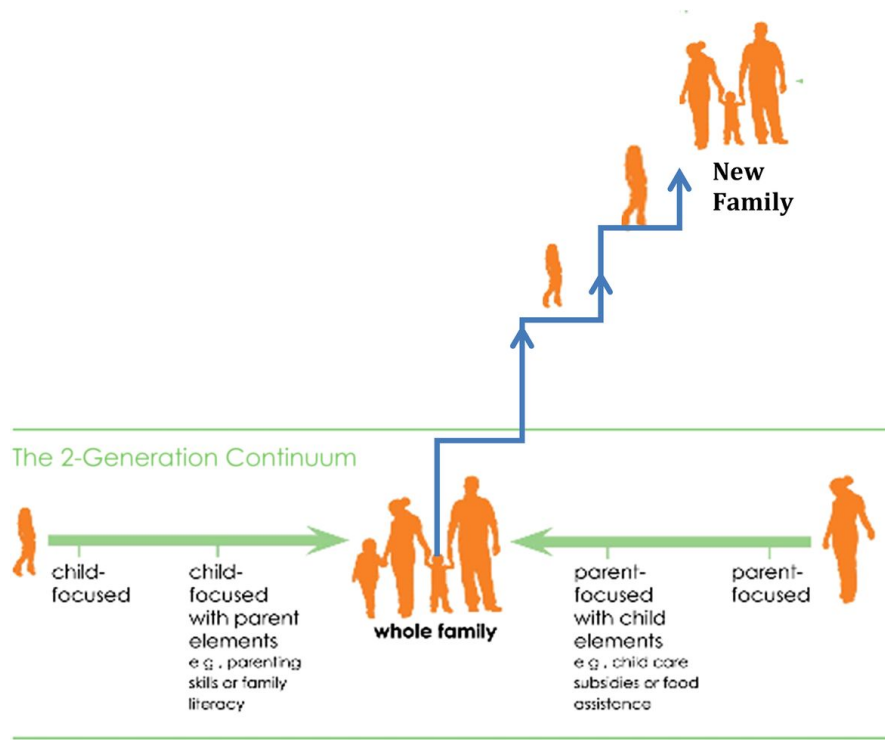 New
Family
The 2-Generation Continuum
child-
focused
child-
focused
with parent
elements
e g , parenting
skills or family
literacy
whole family
parent-
focused
with child
elements
e g , child care
subsidies or food
assistance
parent-
focused